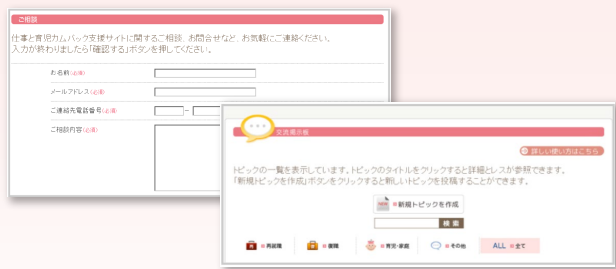 ご相談
仕事と育児カムバック支援サイトに関するご相談、お問合せなど、お気軽にご連絡ください。
入力が終わりましたら「確認する」ボタンを押してください。
お名前(必須)
メールアドレス(必須)
ご連絡先電話番号(必須)
-
ご相談内容(必須)
交流掲示板
詳しい使い方はこちら
トピックの一覧を表示しています。トピックのタイトルをクリックすると詳細とレスが参照できます。
「新規トピックを作成」ボタンをクリックすると新しいトピックを投稿することができます。
新規トピックを作成
検索
再就職
復職
育児・家庭
その他
ALL
全て